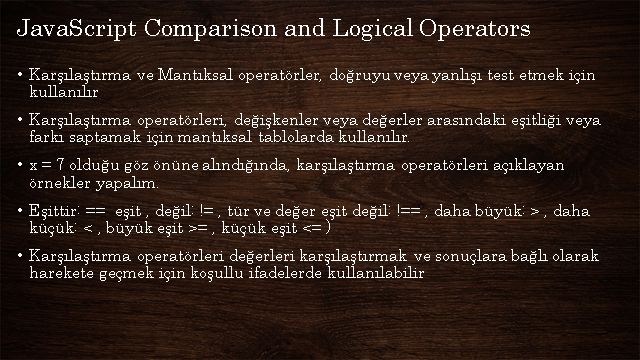 JavaScript Comparison and Logical Operators
• Karşılaştırma ve Mantıksal operatörler, doğruyu veya yanlışı test etmek için
kullanılır
• Karşılaştırma operatörleri, değişkenler veya değerler arasındaki eşitliği veya
farkı saptamak için mantıksal tablolarda kullanılır.
• x = 7 olduğu göz önüne alındığında, karşılaştırma operatörleri açıklayan
örnekler yapalım.
• Eşittir: == eşit , değil: != , tür ve değer eşit değil: !== , daha büyük: > , daha
küçük: < , büyük eşit >= , küçük eşit <= )
• Karşılaştırma operatörleri değerleri karşılaştırmak ve sonuçlara bağlı olarak
harekete geçmek için koşullu ifadelerde kullanılabilir